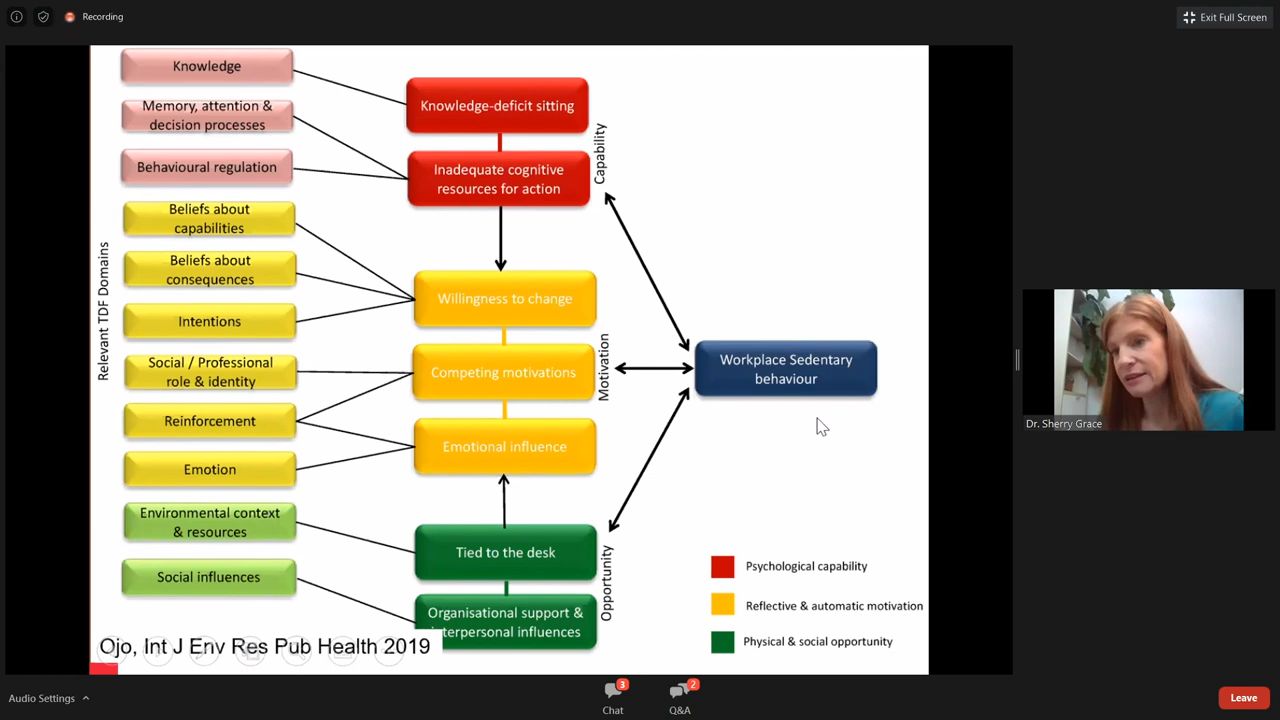 Recording
Exit Full Screen
Knowledge
Memory, attention &
decision processes
Behavioural regulation
Beliefs about
capabilities
Beliefs about
consequences
Intentions
Social / Professional
role & identity
Reinforcement
Emotion
Environmental context
& resources
Social influences
Relevant TDF Domains
Knowledge-deficit sitting
Inadequate cognitive
resources for action
Capability
Willingness to change
Competing motivations
Emotional influence
Motivation
Tied to the desk
Organisational support &
interpersonal influences
Opportunity
Workplace Sedentary
behaviour
Psychological capability
Reflective & automatic motivation
Physical & social opportunity
Ojo, Int J Env Res Pub Health 2019
Dr. Sherry Grace
Audio Settings
3
Chat
2
Q&A
Leave